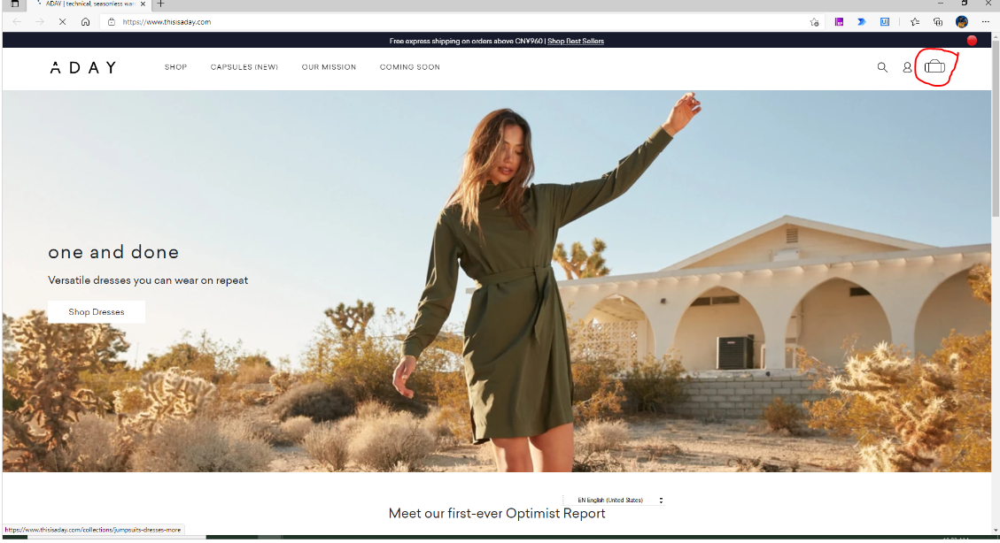 ADAY | technical, seasonless war
https://www.thisisaday.com
Free express shipping on orders above CN¥960 | Shop Best Sellers
ADAY
SHOP
CAPSULES (NEW)
OUR MISSION
COMING SOON
one and done
Versatile dresses you can wear on repeat
Shop Dresses
EN English (United States)
Meet our first-ever Optimist Report
https://www.thisisaday.com/collections/jumpsuits-dresses-more